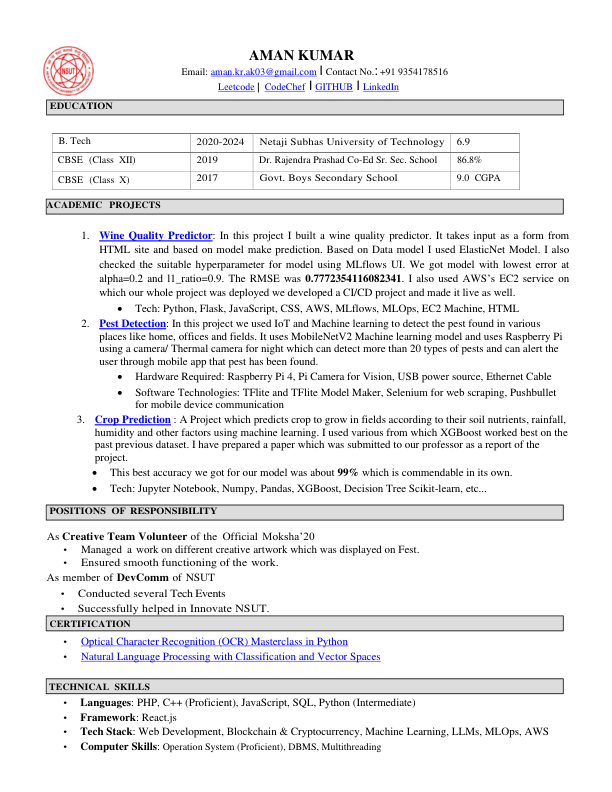 AMAN KUMAR
NSUT
Email: aman.kr.ak03@gmail.com | Contact No.: +91 9354178516
Leetcode | CodeChef | GITHUB | LinkedIn
EDUCATION
B. Tech 2020-2024 Netaji Subhas University of Technology 6.9
CBSE (Class XII) 2019 Dr. Rajendra Prashad Co-Ed Sr. Sec. School 86.8%
CBSE (Class X) 2017 Govt. Boys Secondary School 9.0 CGPA
ACADEMIC PROJECTS
1. Wine Quality Predictor: In this project I built a wine quality predictor. It takes input as a form from
HTML site and based on model make prediction. Based on Data model I used ElasticNet Model. I also
checked the suitable hyperparameter for model using MLflows UI. We got model with lowest error at
alpha=0.2 and l1_ratio=0.9. The RMSE was 0.7772354116082341. I also used AWS’s EC2 service on
which our whole project was deployed we developed a CI/CD project and made it live as well.
• Tech: Python, Flask, JavaScript, CSS, AWS, MLflows, MLOps, EC2 Machine, HTML
2. Pest Detection: In this project we used IoT and Machine learning to detect the pest found in various
places like home, offices and fields. It uses MobileNetV2 Machine learning model and uses Raspberry Pi
using a camera/ Thermal camera for night which can detect more than 20 types of pests and can alert the
user through mobile app that pest has been found.
• Hardware Required: Raspberry Pi 4, Pi Camera for Vision, USB power source, Ethernet Cable
• Software Technologies: TFlite and TFlite Model Maker, Selenium for web scraping, Pushbullet
for mobile device communication
3. Crop Prediction : A Project which predicts crop to grow in fields according to their soil nutrients, rainfall,
humidity and other factors using machine learning. I used various from which XGBoost worked best on the
past previous dataset. I have prepared a paper which was submitted to our professor as a report of the
project.
• This best accuracy we got for our model was about 99% which is commendable in its own.
• Tech: Jupyter Notebook, Numpy, Pandas, XGBoost, Decision Tree Scikit-learn, etc...
POSITIONS OF RESPONSIBILITY
As Creative Team Volunteer of the Official Moksha’20
• Managed a work on different creative artwork which was displayed on Fest.
• Ensured smooth functioning of the work.
As member of DevComm of NSUT
• Conducted several Tech Events
• Successfully helped in Innovate NSUT.
CERTIFICATION
• Optical Character Recognition (OCR) Masterclass in Python
• Natural Language Processing with Classification and Vector Spaces
TECHNICAL SKILLS
• Languages: PHP, C++ (Proficient), JavaScript, SQL, Python (Intermediate)
• Framework: React.js
• Tech Stack: Web Development, Blockchain & Cryptocurrency, Machine Learning, LLMs, MLOps, AWS
• Computer Skills: Operation System (Proficient), DBMS, Multithreading